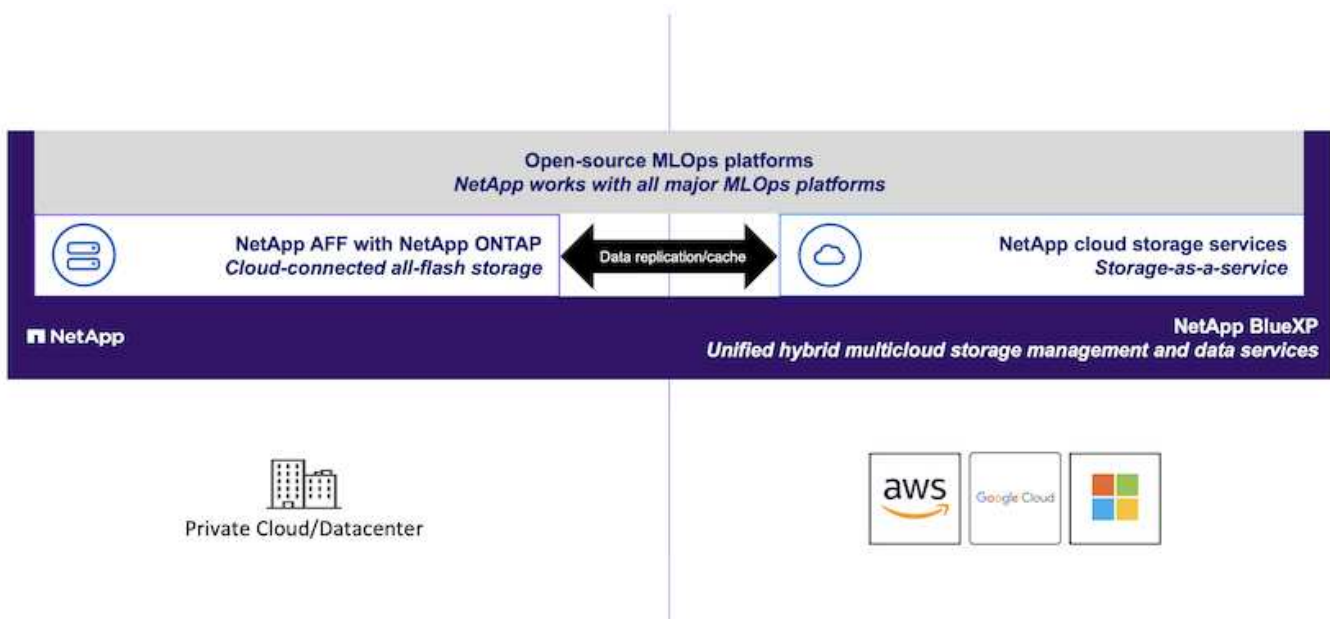 Open-source MLOps platforms
NetApp works with all major MLOps platforms
NetApp AFF with NetApp ONTAP
Cloud-connected all-flash storage
Data replication/cache
NetApp cloud storage services
Storage-as-a-service
NetApp
NetApp BlueXP
Unified hybrid multicloud storage management and data services
Private Cloud/Datacenter
aws
Google Cloud